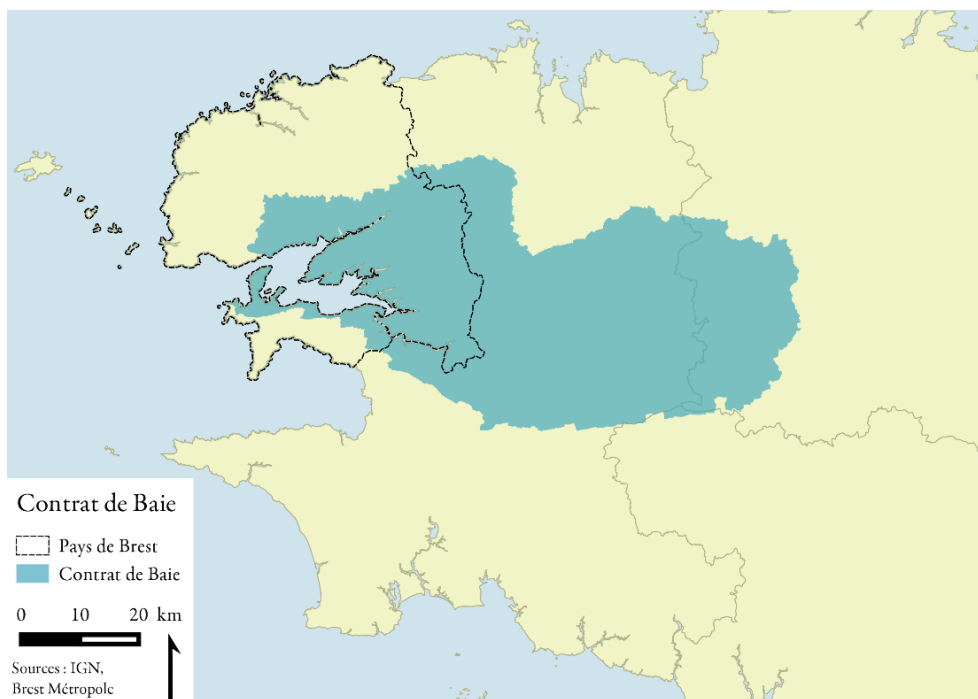 Contrat de Baie
Pays de Brest
Contrat de Baie
0 10 20 km
Sources : IGN,
Brest Métropole